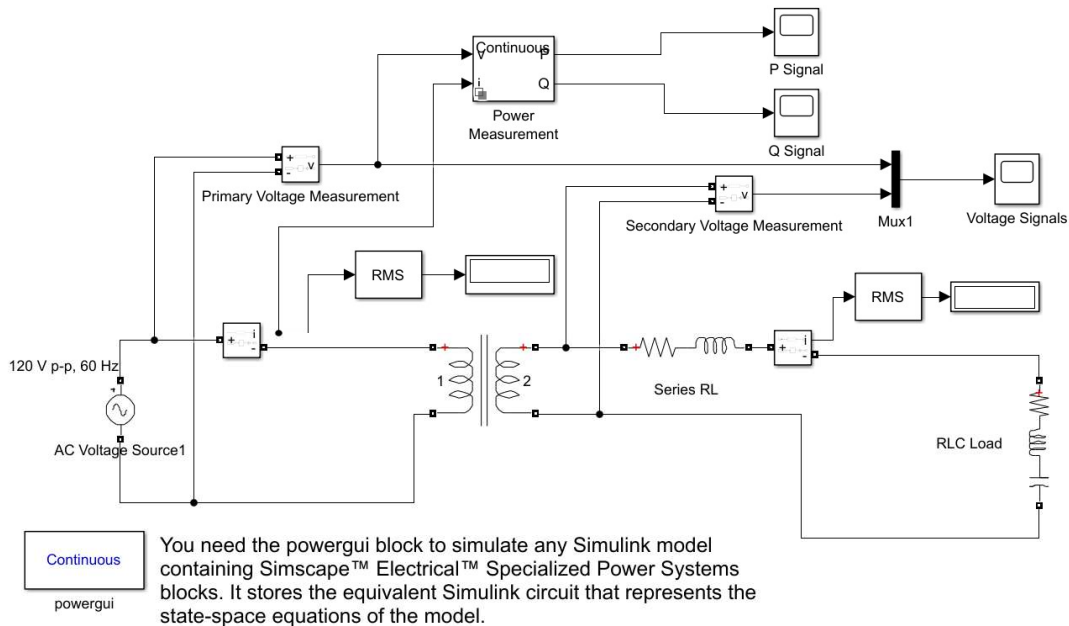 Continuous
V
P
i
Q
Power
Measurement
P Signal
Q Signal
+
-
v
Primary Voltage Measurement
+
-
v
Secondary Voltage Measurement
Mux1
Voltage Signals
RMS
RMS
+
i
-
+
i
-
120 V p-p, 60 Hz
AC Voltage Source1
+
1
+
2
+
Series RL
+
RLC Load
Continuous
powergui
You need the powergui block to simulate any Simulink model
containing Simscape™ Electrical™ Specialized Power Systems
blocks. It stores the equivalent Simulink circuit that represents the
state-space equations of the model.